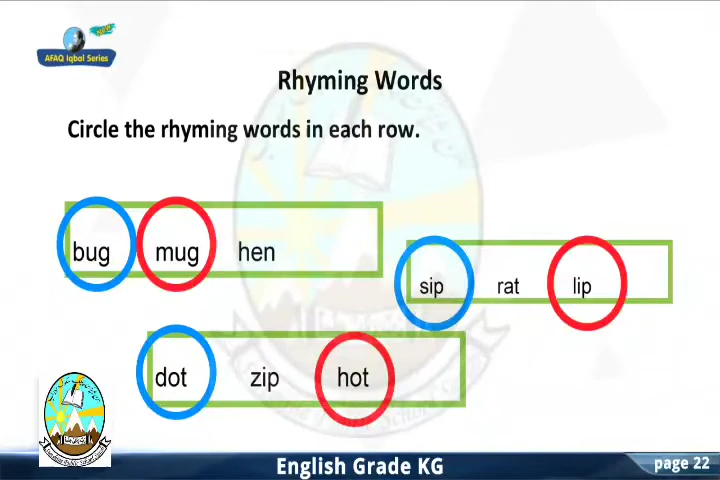 AFAQ Iqbal Series
Rhyming Words
Circle the rhyming words in each row.
bug mug hen
sip rat lip
dot zip hot
English Grade KG
page 22